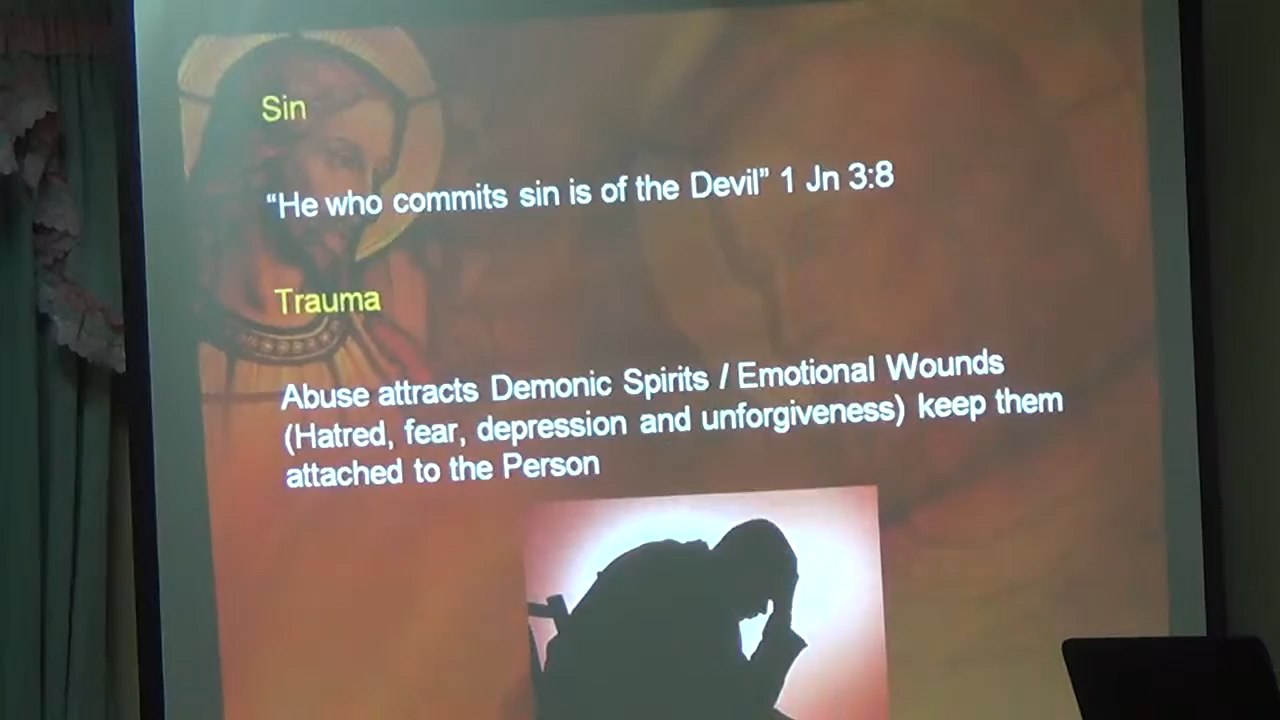 Sin
“He who commits sin is of the Devil” 1 Jn 3:8
Trauma
Abuse attracts Demonic Spirits / Emotional Wounds
(Hatred, fear, depression and unforgiveness) keep them
attached to the Person